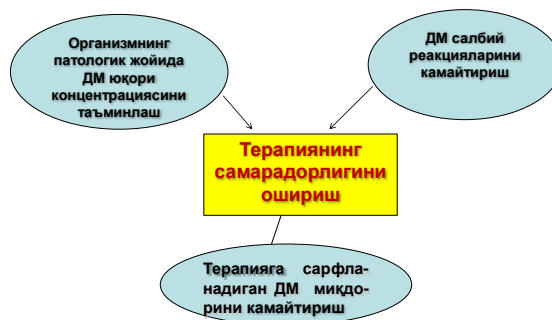 Организмнинг
патологик жойида
ДМ юқори
концентрациясини
таъминлаш
ДМ салбий
реакцияларини
камайтириш
Терапиянинг
самарадорлигини
ошириш
Терапияга сарфла-
надиган ДМ миқдо-
рини камайтириш